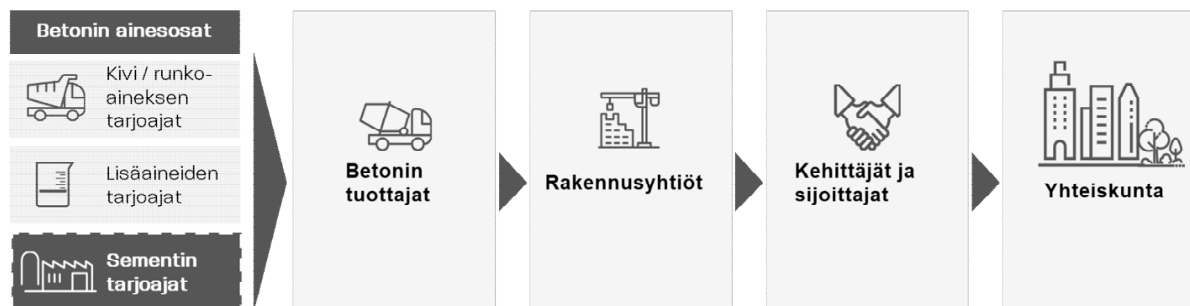 Betonin ainesosat
Kivi / runko-
aineksen
tarjoajat
Lisäaineiden
tarjoajat
Sementin
tarjoajat
Betonin
tuottajat
Rakennusyhtiöt
Kehittäjät ja
sijoittajat
Yhteiskunta